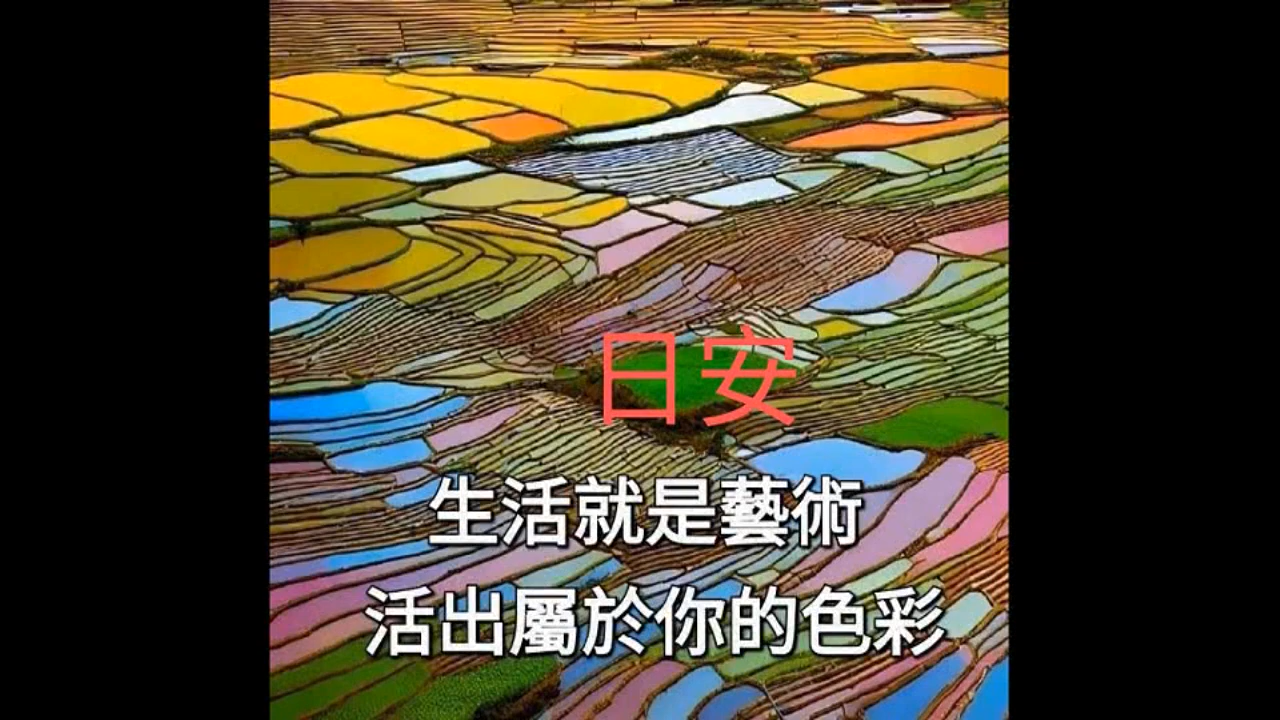 日安
生活就是藝術
活出屬於你的色彩